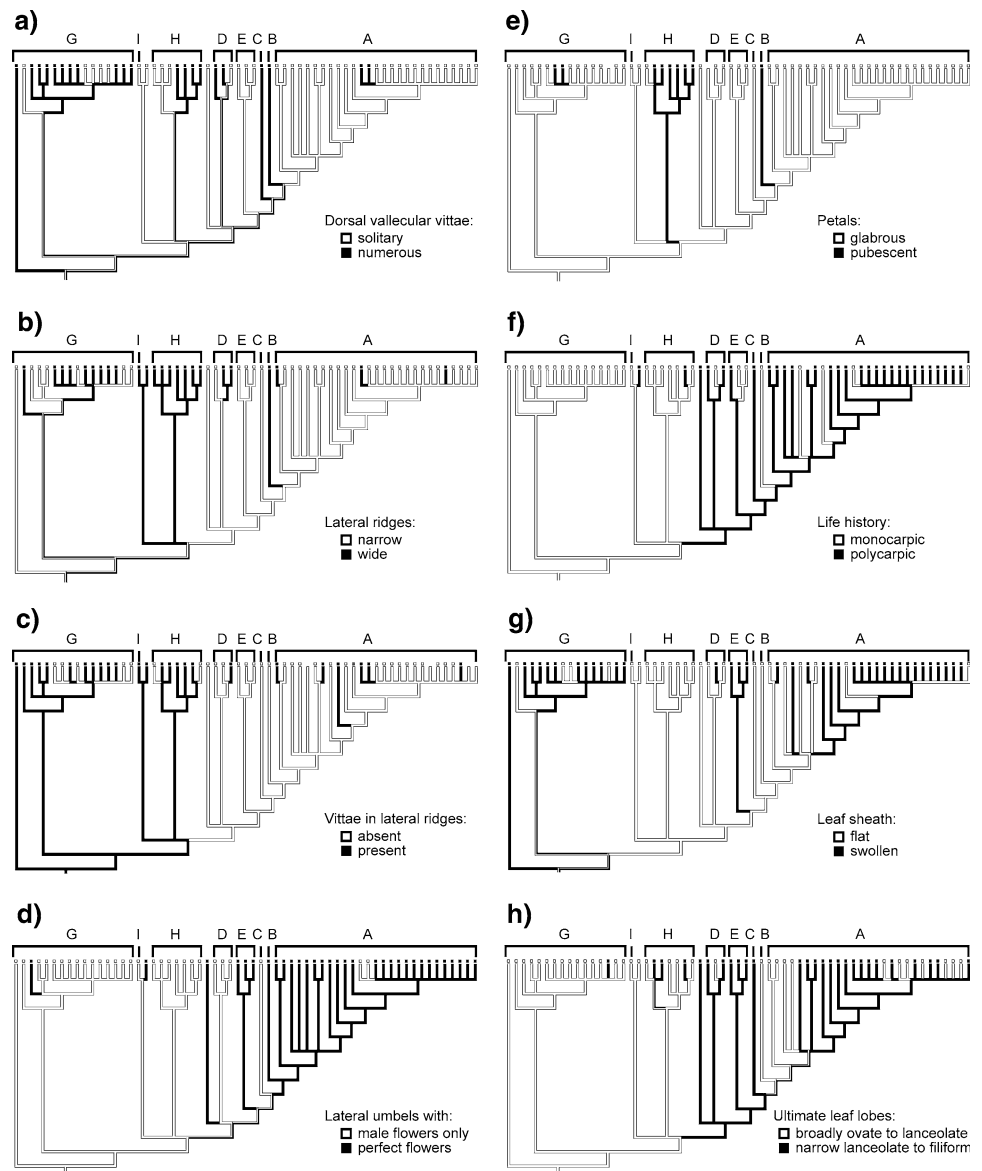 a)
G I H D E C B A
Dorsal vallecular vittae:
solitary
numerous
b)
G I H D E C B A
Lateral ridges:
narrow
wide
c)
G I H D E C B A
Vittae in lateral ridges:
absent
present
d)
G I H D E C B A
Lateral umbels with:
male flowers only
perfect flowers
e)
G I H D E C B A
Petals:
glabrous
pubescent
f)
G I H D E C B A
Life history:
monocarpic
polycarpic
g)
G I H D E C B A
Leaf sheath:
flat
swollen
h)
G I H D E C B A
Ultimate leaf lobes:
broadly ovate to lanceolate
narrow lanceolate to filiform